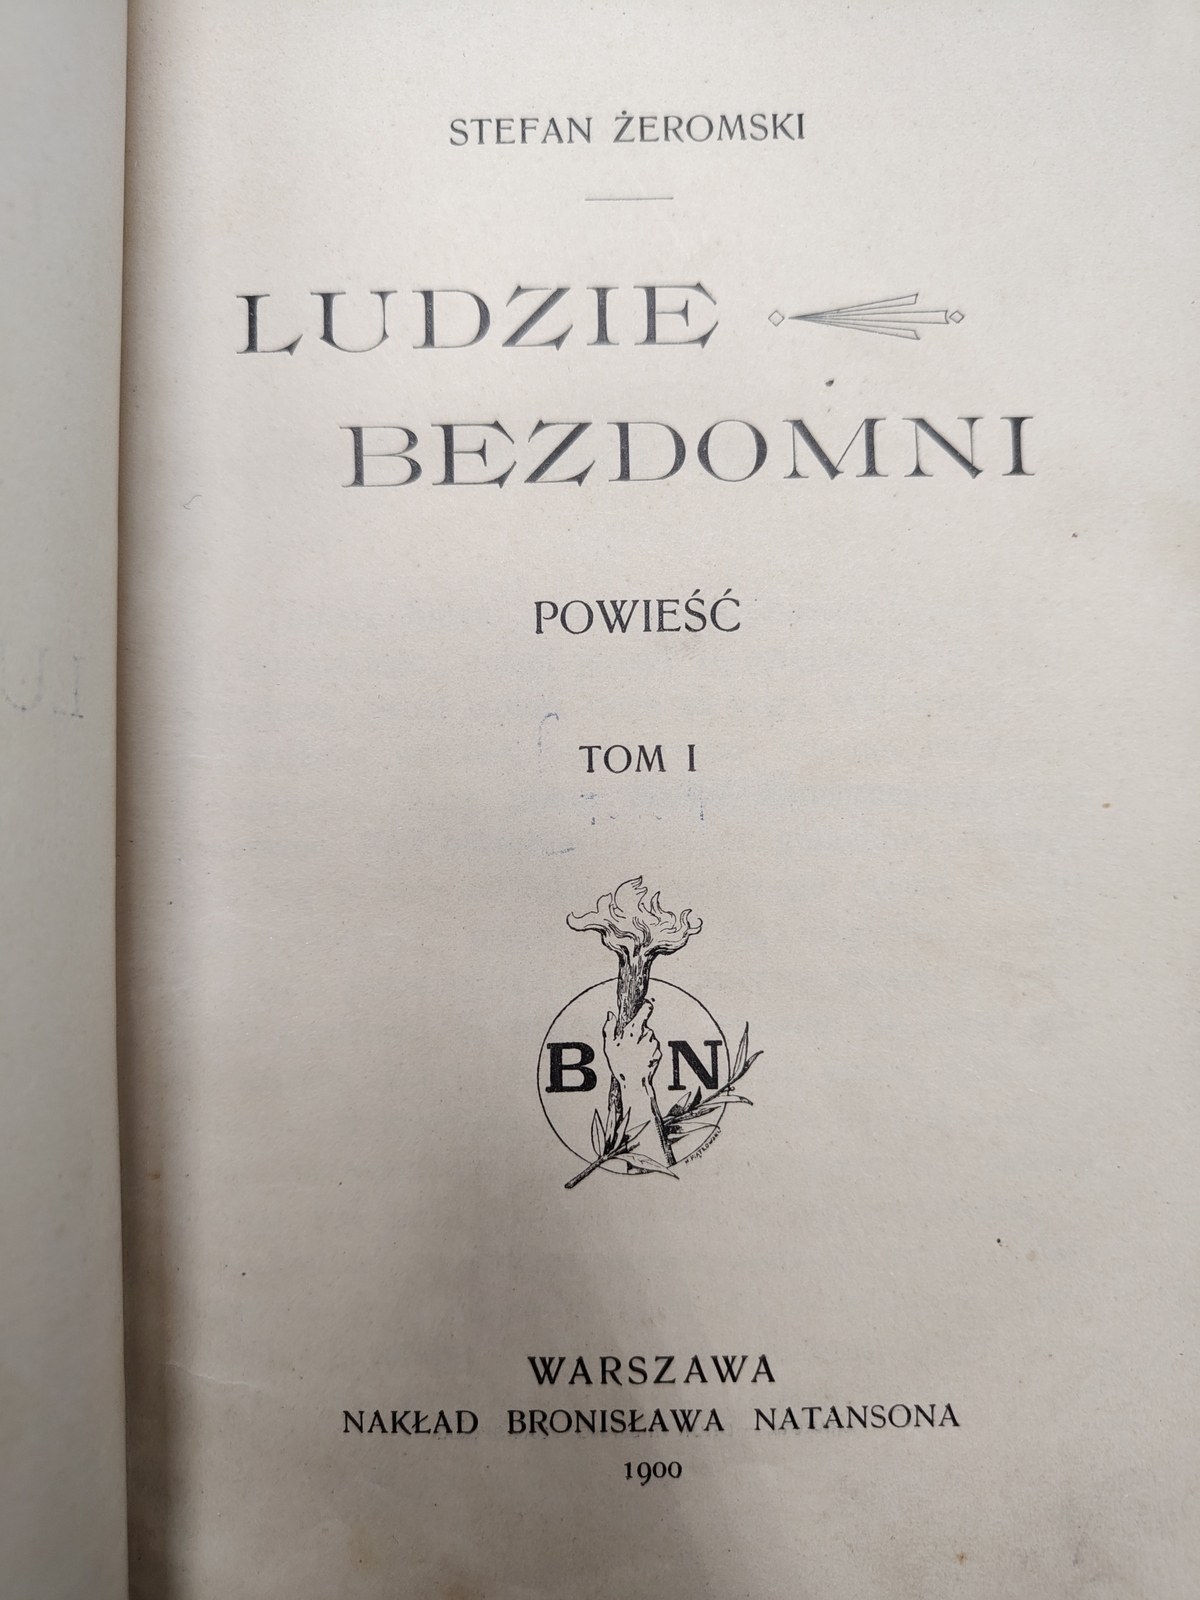 STEFAN ŻEROMSKI
LUDZIE
BEZDOMNI
POWIEŚĆ
TOM I
B N
WARSZAWA
NAKŁAD BRONISŁAWA NATANSONA
1900